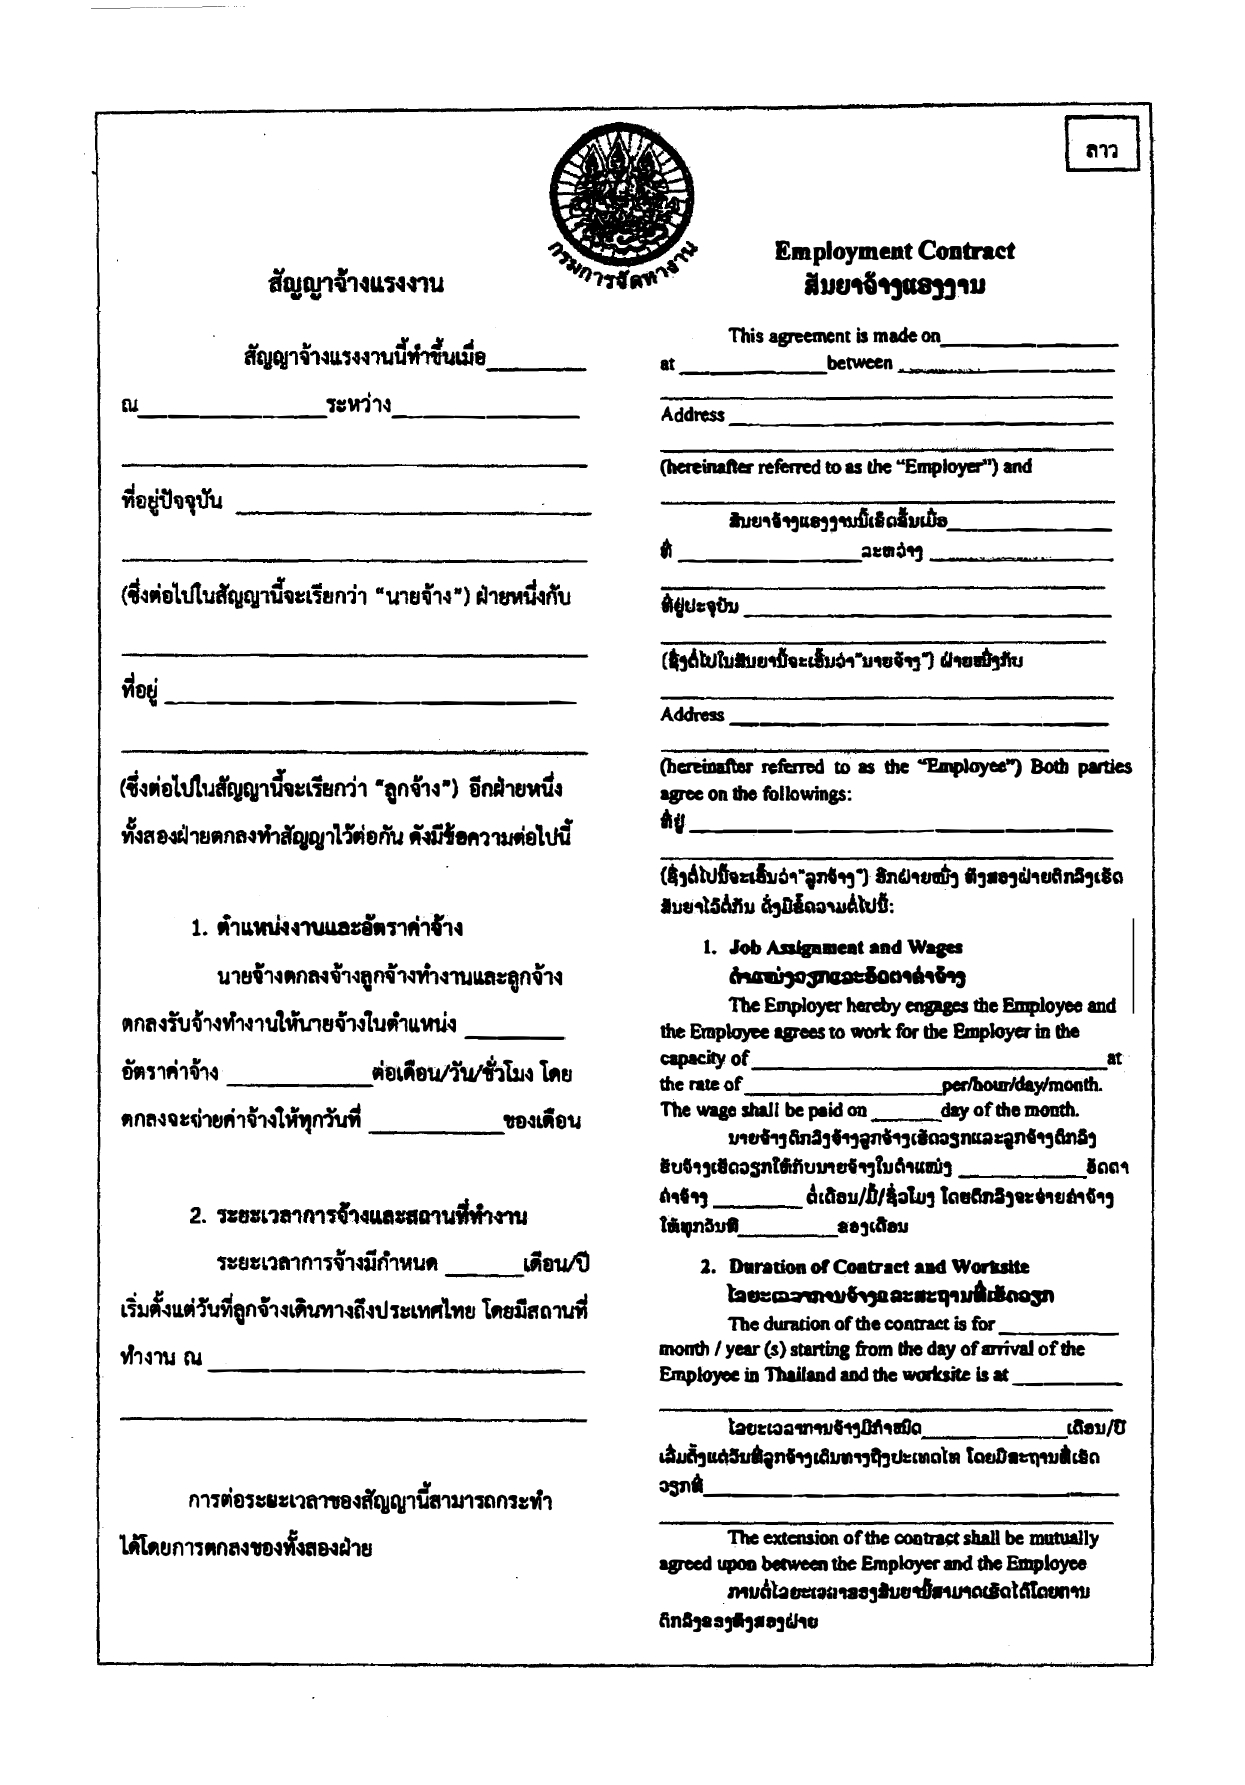 ลาว
กรมการจัดหางาน
สัญญาจ้างแรงงาน
สัญญาจ้างแรงงานนี้ทำขึ้นเมื่อ__________
ณ__________ระหว่าง__________
ที่อยู่ปัจจุบัน __________
(ซึ่งต่อไปในสัญญานี้จะเรียกว่า "นายจ้าง") ฝ่ายหนึ่งกับ
ที่อยู่ __________
(ซึ่งต่อไปในสัญญานี้จะเรียกว่า "ลูกจ้าง") อีกฝ่ายหนึ่ง
ทั้งสองฝ่ายตกลงทำสัญญาไว้ต่อกัน ดังมีข้อความต่อไปนี้
1. ตำแหน่งงานและอัตราค่าจ้าง
นายจ้างตกลงจ้างลูกจ้างทำงานและลูกจ้าง
ตกลงรับจ้างทำงานให้นายจ้างในตำแหน่ง __________
อัตราค่าจ้าง __________ต่อเดือน/วัน/ชั่วโมง โดย
ตกลงจะจ่ายค่าจ้างให้ทุกวันที่ __________ของเดือน
2. ระยะเวลาการจ้างและสถานที่ทำงาน
ระยะเวลาการจ้างมีกำหนด ______เดือน/ปี
เริ่มตั้งแต่วันที่ลูกจ้างเดินทางถึงประเทศไทย โดยมีสถานที่
ทำงาน ณ __________
การต่อระยะเวลาของสัญญานี้สามารถกระทำ
ได้โดยการตกลงของทั้งสองฝ่าย
Employment Contract
ສັນຍາຈ້າງແຮງງານ
This agreement is made on__________
at __________between __________
Address __________
(hereinafter referred to as the "Employer") and
ສັນຍາຈ້າງແຮງງານນີ້ເຮັດຂື້ນເມື່ອ__________
ທີ່ __________ລະຫວ່າງ __________
ທີ່ຢູ່ປະຈຸບັນ __________
(ຊື່ງຕໍ່ໄປໃນສັນຍານີ້ຈະເອີ້ນວ່າ"ນາຍຈ້າງ") ຝ່າຍໜຶ່ງກັບ
Address __________
(hereinafter referred to as the "Employee") Both parties
agree on the followings:
ທີ່ຢູ່ __________
(ຊື່ງຕໍ່ໄປນີ້ຈະເອີ້ນວ່າ"ລູກຈ້າງ") ອີກຝ່າຍໜຶ່ງ ທັງສອງຝ່າຍຕົກລົງເຮັດ
ສັນຍາໄວ້ຕໍ່ກັນ ດັ່ງມີຂໍ້ຄວາມຕໍ່ໄປນີ້:
1. Job Assignment and Wages
ຕຳແໜ່ງວຽກແລະອັດຕາຄ່າຈ້າງ
The Employer hereby engages the Employee and
the Employee agrees to work for the Employer in the
capacity of __________at
the rate of __________per/hour/day/month.
The wage shall be paid on ______day of the month.
ນາຍຈ້າງຕົກລົງຈ້າງລູກຈ້າງເຮັດວຽກແລະລູກຈ້າງຕົກລົງ
ຮັບຈ້າງເຮັດວຽກໃຫ້ກັບນາຍຈ້າງໃນຕຳແໜ່ງ __________ອັດຕາ
ຄ່າຈ້າງ ________ ຕໍ່ເດືອນ/ມື້/ຊົ່ວໂມງ ໂດຍຕົກລົງຈະຈ່າຍຄ່າຈ້າງ
ໃຫ້ທຸກວັນທີ__________ຂອງເດືອນ
2. Duration of Contract and Worksite
ໄລຍະເວລາການຈ້າງແລະສະຖານທີ່ເຮັດວຽກ
The duration of the contract is for __________
month / year (s) starting from the day of arrival of the
Employee in Thailand and the worksite is at __________
ໄລຍະເວລາການຈ້າງມີກຳໜົດ__________ເດືອນ/ປີ
ເລີ່ມຕັ້ງແຕ່ວັນທີ່ລູກຈ້າງເດີນທາງຖືງປະເທດໄທ ໂດຍມີສະຖານທີ່ເຮັດ
ວຽກທີ່__________
The extension of the contract shall be mutually
agreed upon between the Employer and the Employee
ການຕໍ່ໄລຍະເວລາຂອງສັນຍານີ້ສາມາດເຮັດໄດ້ໂດຍການ
ຕົກລົງຂອງທັງສອງຝ່າຍ